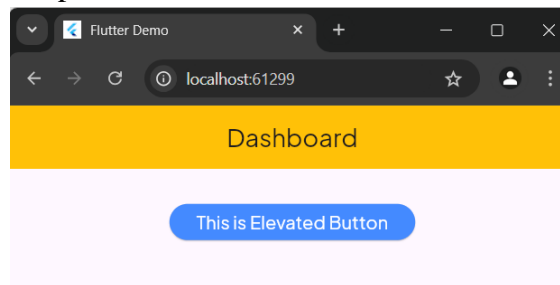 Flutter Demo
localhost:61299
Dashboard
This is Elevated Button